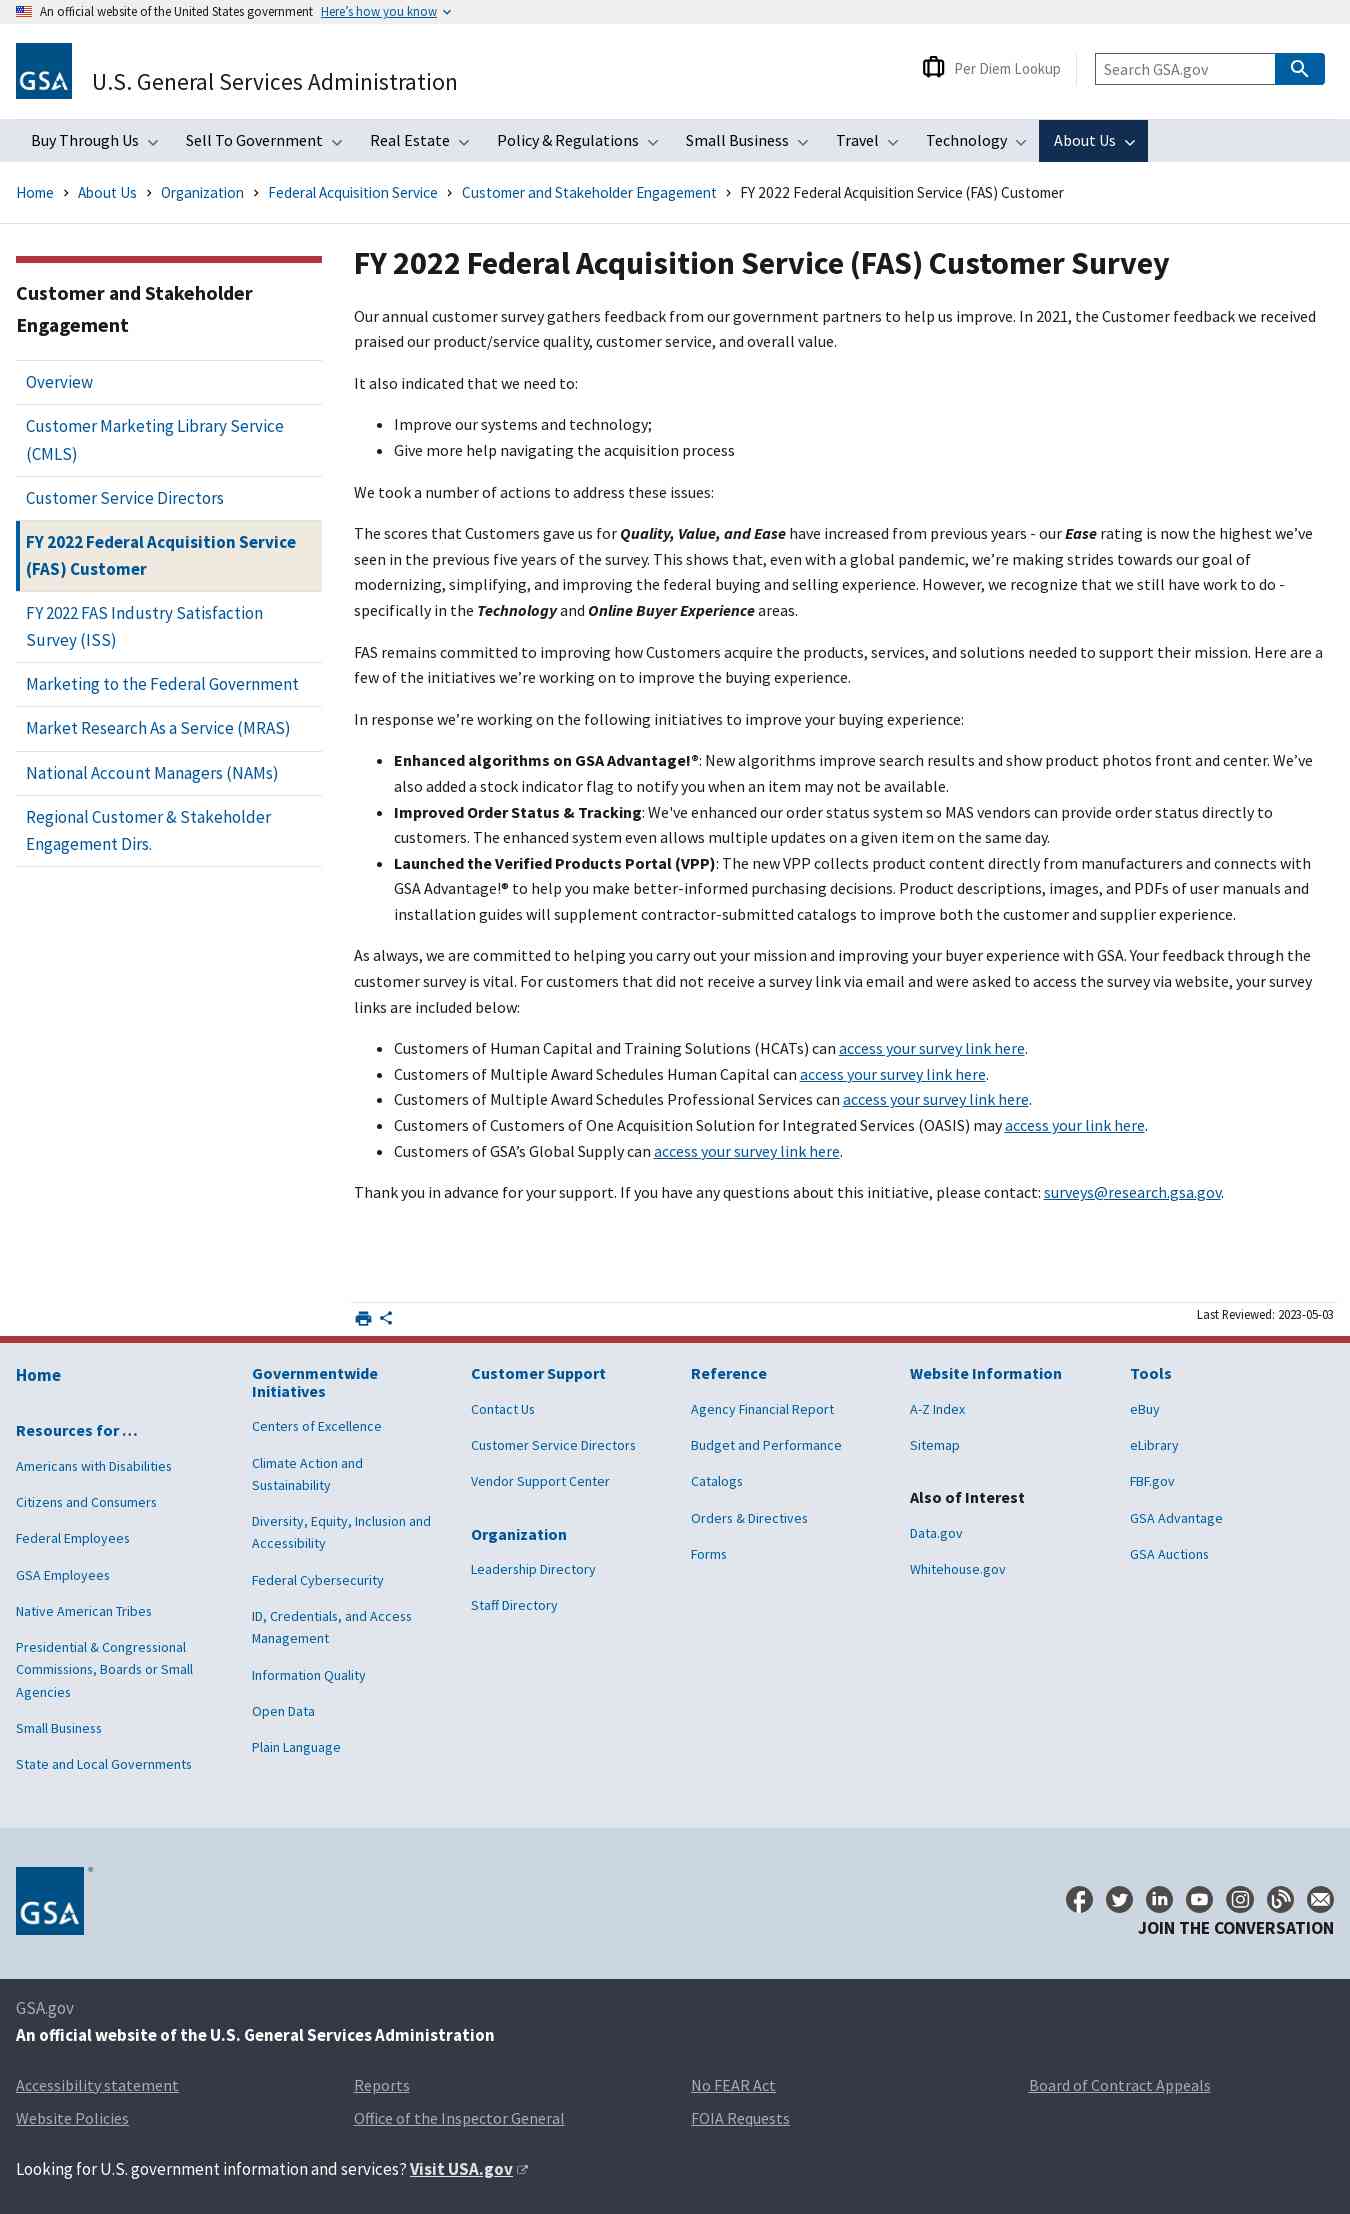 An official website of the United States government Here's how you know
GSA
U.S. General Services Administration
Per Diem Lookup
Search GSA.gov
Buy Through Us Sell To Government Real Estate Policy & Regulations Small Business Travel Technology About Us
Home About Us Organization Federal Acquisition Service Customer and Stakeholder Engagement FY 2022 Federal Acquisition Service (FAS) Customer
Customer and Stakeholder
Engagement
Overview
Customer Marketing Library Service
(CMLS)
Customer Service Directors
FY 2022 Federal Acquisition Service
(FAS) Customer
FY 2022 FAS Industry Satisfaction
Survey (ISS)
Marketing to the Federal Government
Market Research As a Service (MRAS)
National Account Managers (NAMs)
Regional Customer & Stakeholder
Engagement Dirs.
FY 2022 Federal Acquisition Service (FAS) Customer Survey
Our annual customer survey gathers feedback from our government partners to help us improve. In 2021, the Customer feedback we received
praised our product/service quality, customer service, and overall value.
It also indicated that we need to:
• Improve our systems and technology;
• Give more help navigating the acquisition process
We took a number of actions to address these issues:
The scores that Customers gave us for Quality, Value, and Ease have increased from previous years - our Ease rating is now the highest we've
seen in the previous five years of the survey. This shows that, even with a global pandemic, we're making strides towards our goal of
modernizing, simplifying, and improving the federal buying and selling experience. However, we recognize that we still have work to do -
specifically in the Technology and Online Buyer Experience areas.
FAS remains committed to improving how Customers acquire the products, services, and solutions needed to support their mission. Here are a
few of the initiatives we're working on to improve the buying experience.
In response we're working on the following initiatives to improve your buying experience:
• Enhanced algorithms on GSA Advantage!®: New algorithms improve search results and show product photos front and center. We've
also added a stock indicator flag to notify you when an item may not be available.
• Improved Order Status & Tracking: We've enhanced our order status system so MAS vendors can provide order status directly to
customers. The enhanced system even allows multiple updates on a given item on the same day.
• Launched the Verified Products Portal (VPP): The new VPP collects product content directly from manufacturers and connects with
GSA Advantage!® to help you make better-informed purchasing decisions. Product descriptions, images, and PDFs of user manuals and
installation guides will supplement contractor-submitted catalogs to improve both the customer and supplier experience.
As always, we are committed to helping you carry out your mission and improving your buyer experience with GSA. Your feedback through the
customer survey is vital. For customers that did not receive a survey link via email and were asked to access the survey via website, your survey
links are included below:
• Customers of Human Capital and Training Solutions (HCATs) can access your survey link here.
• Customers of Multiple Award Schedules Human Capital can access your survey link here.
• Customers of Multiple Award Schedules Professional Services can access your survey link here.
• Customers of Customers of One Acquisition Solution for Integrated Services (OASIS) may access your link here.
• Customers of GSA's Global Supply can access your survey link here.
Thank you in advance for your support. If you have any questions about this initiative, please contact: surveys@research.gsa.gov.
Last Reviewed: 2023-05-03
Home
Resources for …
Americans with Disabilities
Citizens and Consumers
Federal Employees
GSA Employees
Native American Tribes
Presidential & Congressional
Commissions, Boards or Small
Agencies
Small Business
State and Local Governments
Governmentwide
Initiatives
Centers of Excellence
Climate Action and
Sustainability
Diversity, Equity, Inclusion and
Accessibility
Federal Cybersecurity
ID, Credentials, and Access
Management
Information Quality
Open Data
Plain Language
Customer Support
Contact Us
Customer Service Directors
Vendor Support Center
Organization
Leadership Directory
Staff Directory
Reference
Agency Financial Report
Budget and Performance
Catalogs
Orders & Directives
Forms
Website Information
A-Z Index
Sitemap
Also of Interest
Data.gov
Whitehouse.gov
Tools
eBuy
eLibrary
FBF.gov
GSA Advantage
GSA Auctions
GSA
JOIN THE CONVERSATION
GSA.gov
An official website of the U.S. General Services Administration
Accessibility statement Reports No FEAR Act Board of Contract Appeals
Website Policies Office of the Inspector General FOIA Requests
Looking for U.S. government information and services? Visit USA.gov